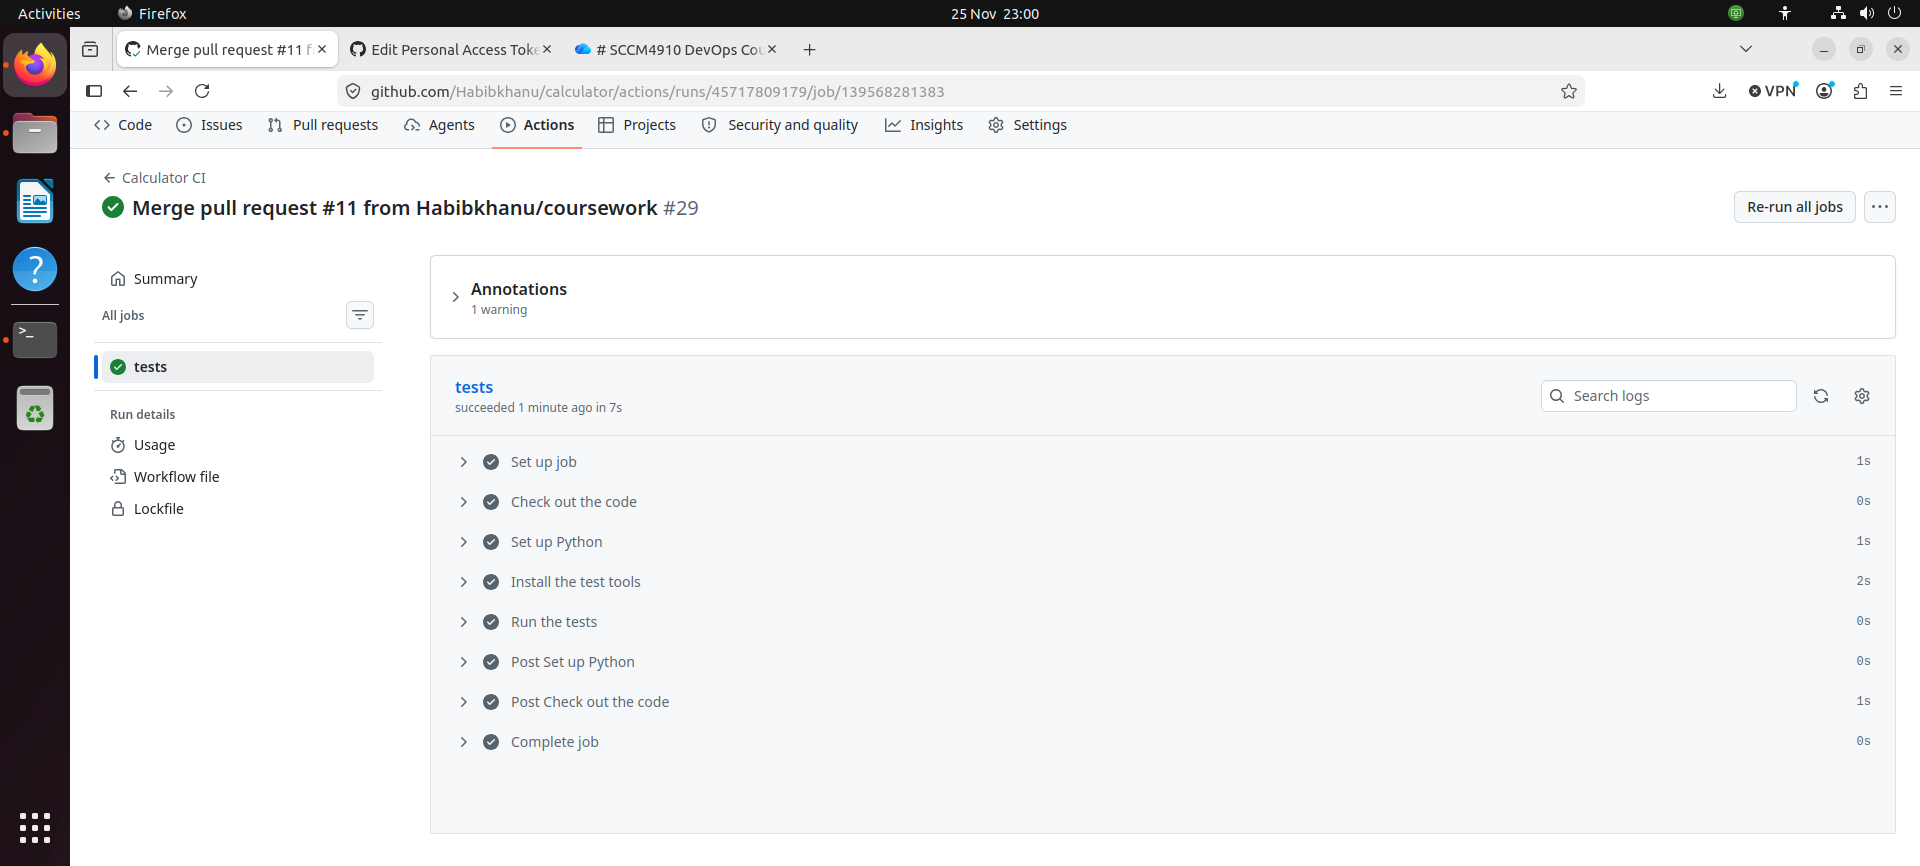 Activities
Firefox
25 Nov 23:00
Merge pull request #11 f
Edit Personal Access Toke
# SCCM4910 DevOps Cou
github.com/Habibkhanu/calculator/actions/runs/45717809179/job/139568281383
VPN
Code
Issues
Pull requests
Agents
Actions
Projects
Security and quality
Insights
Settings
Calculator CI
Merge pull request #11 from Habibkhanu/coursework #29
Re-run all jobs
Summary
All jobs
tests
Run details
Usage
Workflow file
Lockfile
Annotations
1 warning
tests
succeeded 1 minute ago in 7s
Search logs
Set up job 1s
Check out the code 0s
Set up Python 1s
Install the test tools 2s
Run the tests 0s
Post Set up Python 0s
Post Check out the code 1s
Complete job 0s